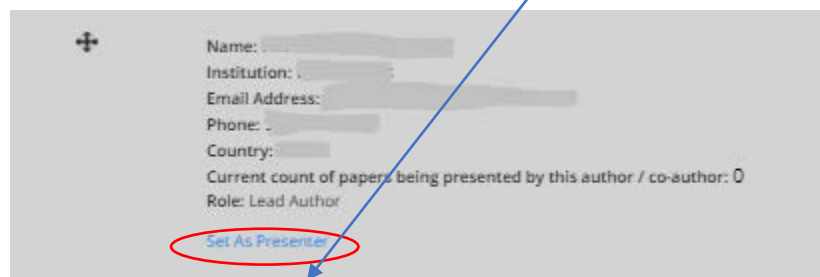 Name:
Institution:
Email Address:
Phone:
Country:
Current count of papers being presented by this author / co-author: 0
Role: Lead Author
Set As Presenter